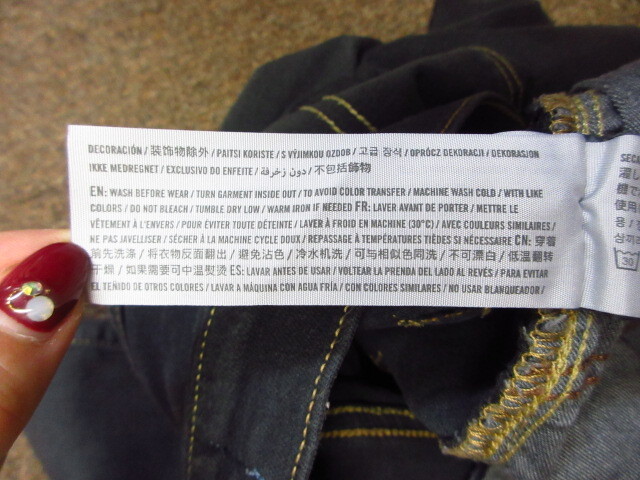 DECORACIÓN / 裝飾物除外 / PAITSI KORISTE / S VÝJIMKOU OZDOB / 고급 장식 / OPRÓCZ DEKORACJI / DEKORASJON
IKKE MEDREGNET / EXCLUSIVO DO ENFEITE / دون زخرفة / 不包括飾物
EN: WASH BEFORE WEAR / TURN GARMENT INSIDE OUT / TO AVOID COLOR TRANSFER / MACHINE WASH COLD / WITH LIKE
COLORS / DO NOT BLEACH / TUMBLE DRY LOW / WARM IRON IF NEEDED FR: LAVER AVANT DE PORTER / METTRE LE
VÊTEMENT À L'ENVERS / POUR ÉVITER TOUTE DÉTEINTE / LAVER À FROID EN MACHINE (30°C) / AVEC COULEURS SIMILAIRES /
NE PAS JAVELLISER / SÉCHER À LA MACHINE CYCLE DOUX / REPASSAGE À TEMPÉRATURES TIÈDES SI NÉCESSAIRE CN: 穿着
前先洗涤 / 将衣物反面翻出 / 避免沾色 / 冷水机洗 / 可与相似色同洗 / 不可漂白 / 低温翻转
干燥 / 如果需要可中温熨烫 ES: LAVAR ANTES DE USAR / VOLTEAR LA PRENDA DEL LADO AL REVÉS / PARA EVITAR
EL TEÑIDO DE OTROS COLORES / LAVAR A MÁQUINA CON AGUA FRÍA / CON COLORES SIMILARES / NO USAR BLANQUEADOR /
SECA
30